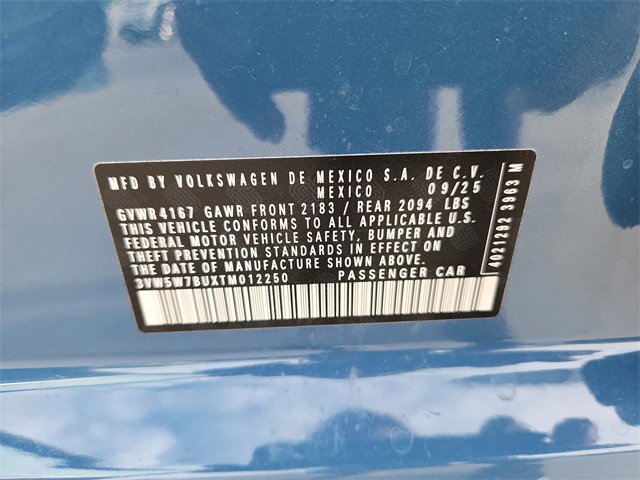 MFD BY VOLKSWAGEN DE MEXICO S.A. DE C.V.
MEXICO 09/25
GVWR4167 GAWR FRONT 2183 / REAR 2094 LBS
THIS VEHICLE CONFORMS TO ALL APPLICABLE U.S.
FEDERAL MOTOR VEHICLE SAFETY, BUMPER AND
THEFT PREVENTION STANDARDS IN EFFECT ON
THE DATE OF MANUFACTURE SHOWN ABOVE.
3VW5W7BUXTM012250 PASSENGER CAR
4021292 3963 M